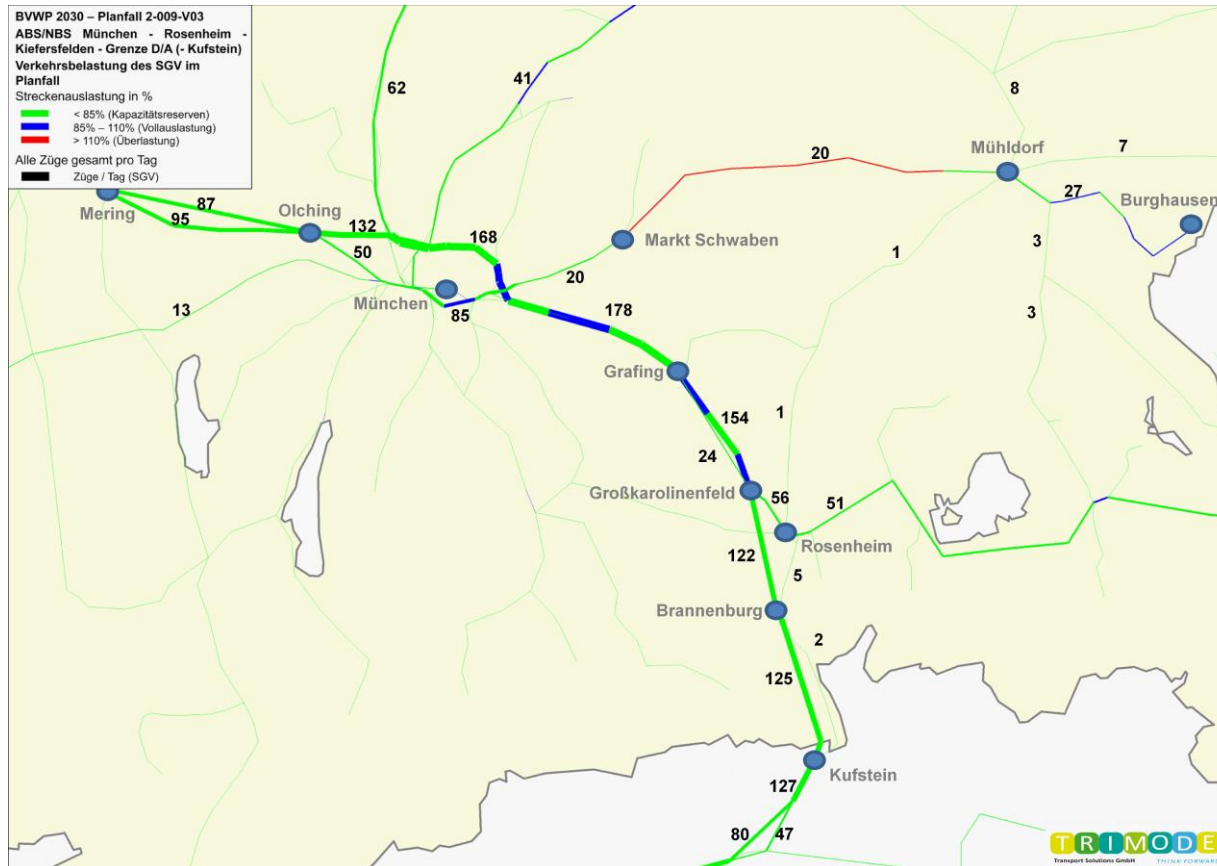 BVWP 2030 – Planfall 2-009-V03
ABS/NBS München - Rosenheim -
Kiefersfelden - Grenze D/A (- Kufstein)
Verkehrsbelastung des SGV im
Planfall
Streckenauslastung in %
< 85% (Kapazitätsreserven)
85% – 110% (Vollauslastung)
> 110% (Überlastung)
Alle Züge gesamt pro Tag
Züge / Tag (SGV)
62
41
8
20
Mühldorf
7
27
Burghausen
Mering
87
95
Olching
132
168
50
Markt Schwaben
20
1
3
München
85
13
178
3
Grafing
154
1
24
Großkarolinenfeld
56
51
Rosenheim
122
5
Brannenburg
2
125
Kufstein
127
80
47
TRIMODE
Transport Solutions GmbH
THINK FORWARD